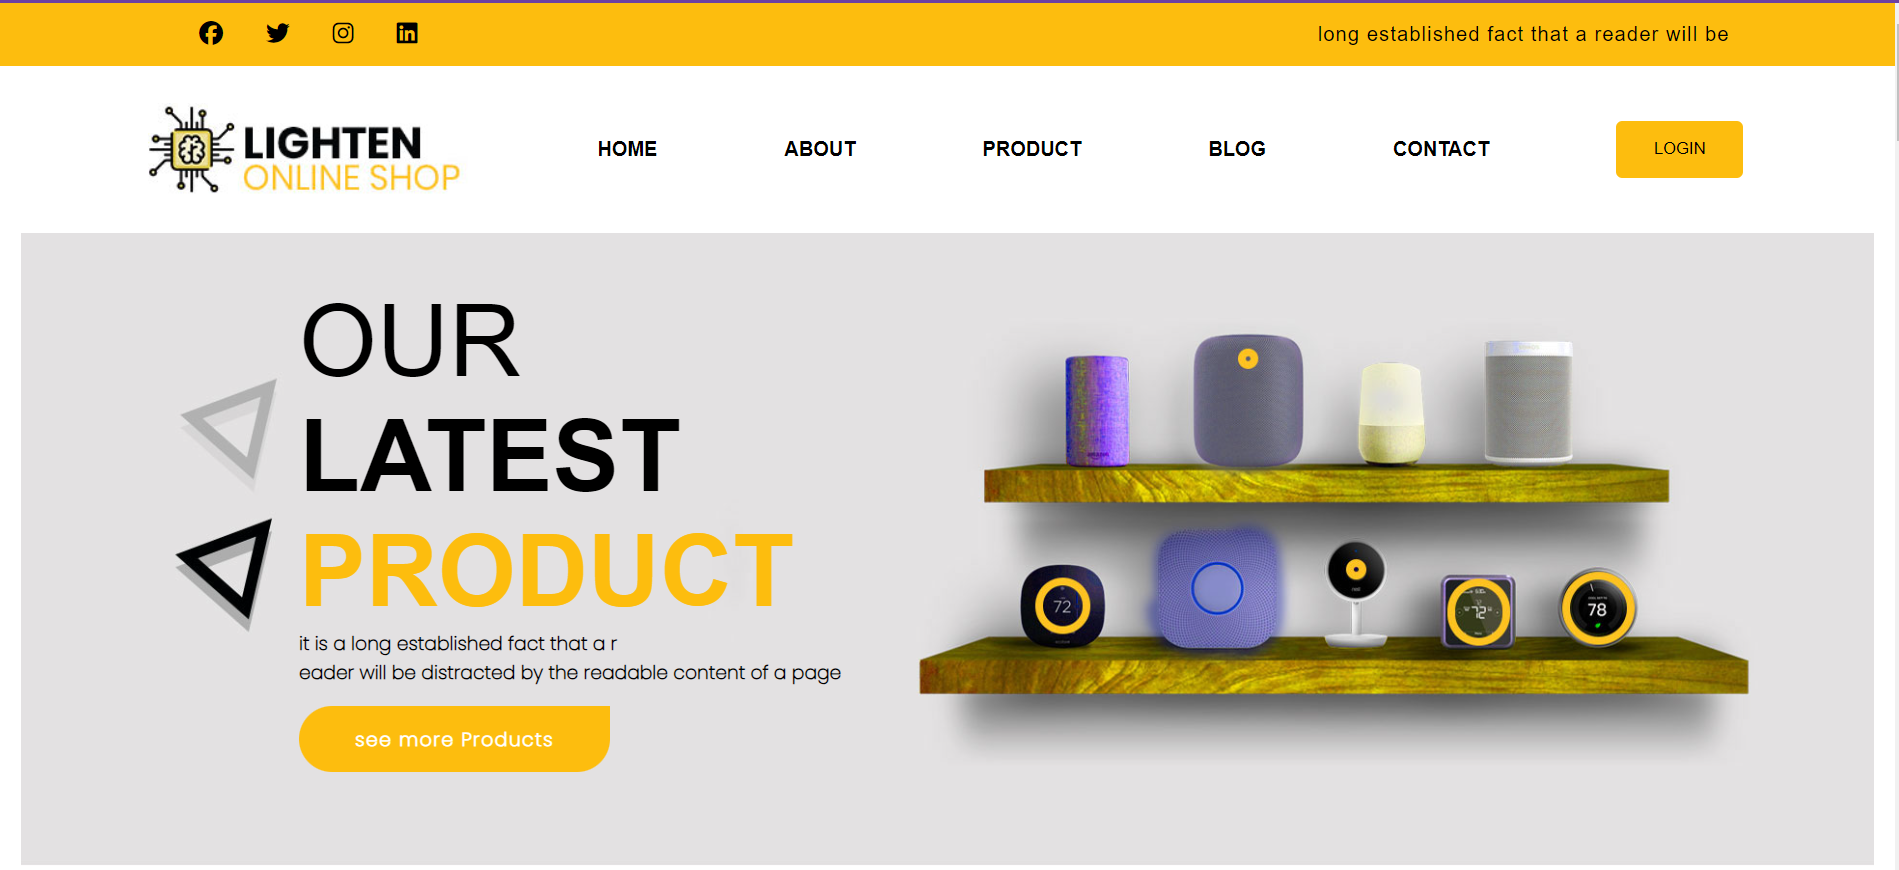 long established fact that a reader will be
LIGHTEN
ONLINE SHOP
HOME ABOUT PRODUCT BLOG CONTACT LOGIN
OUR
LATEST
PRODUCT
it is a long established fact that a r
eader will be distracted by the readable content of a page
see more Products
72
72
78